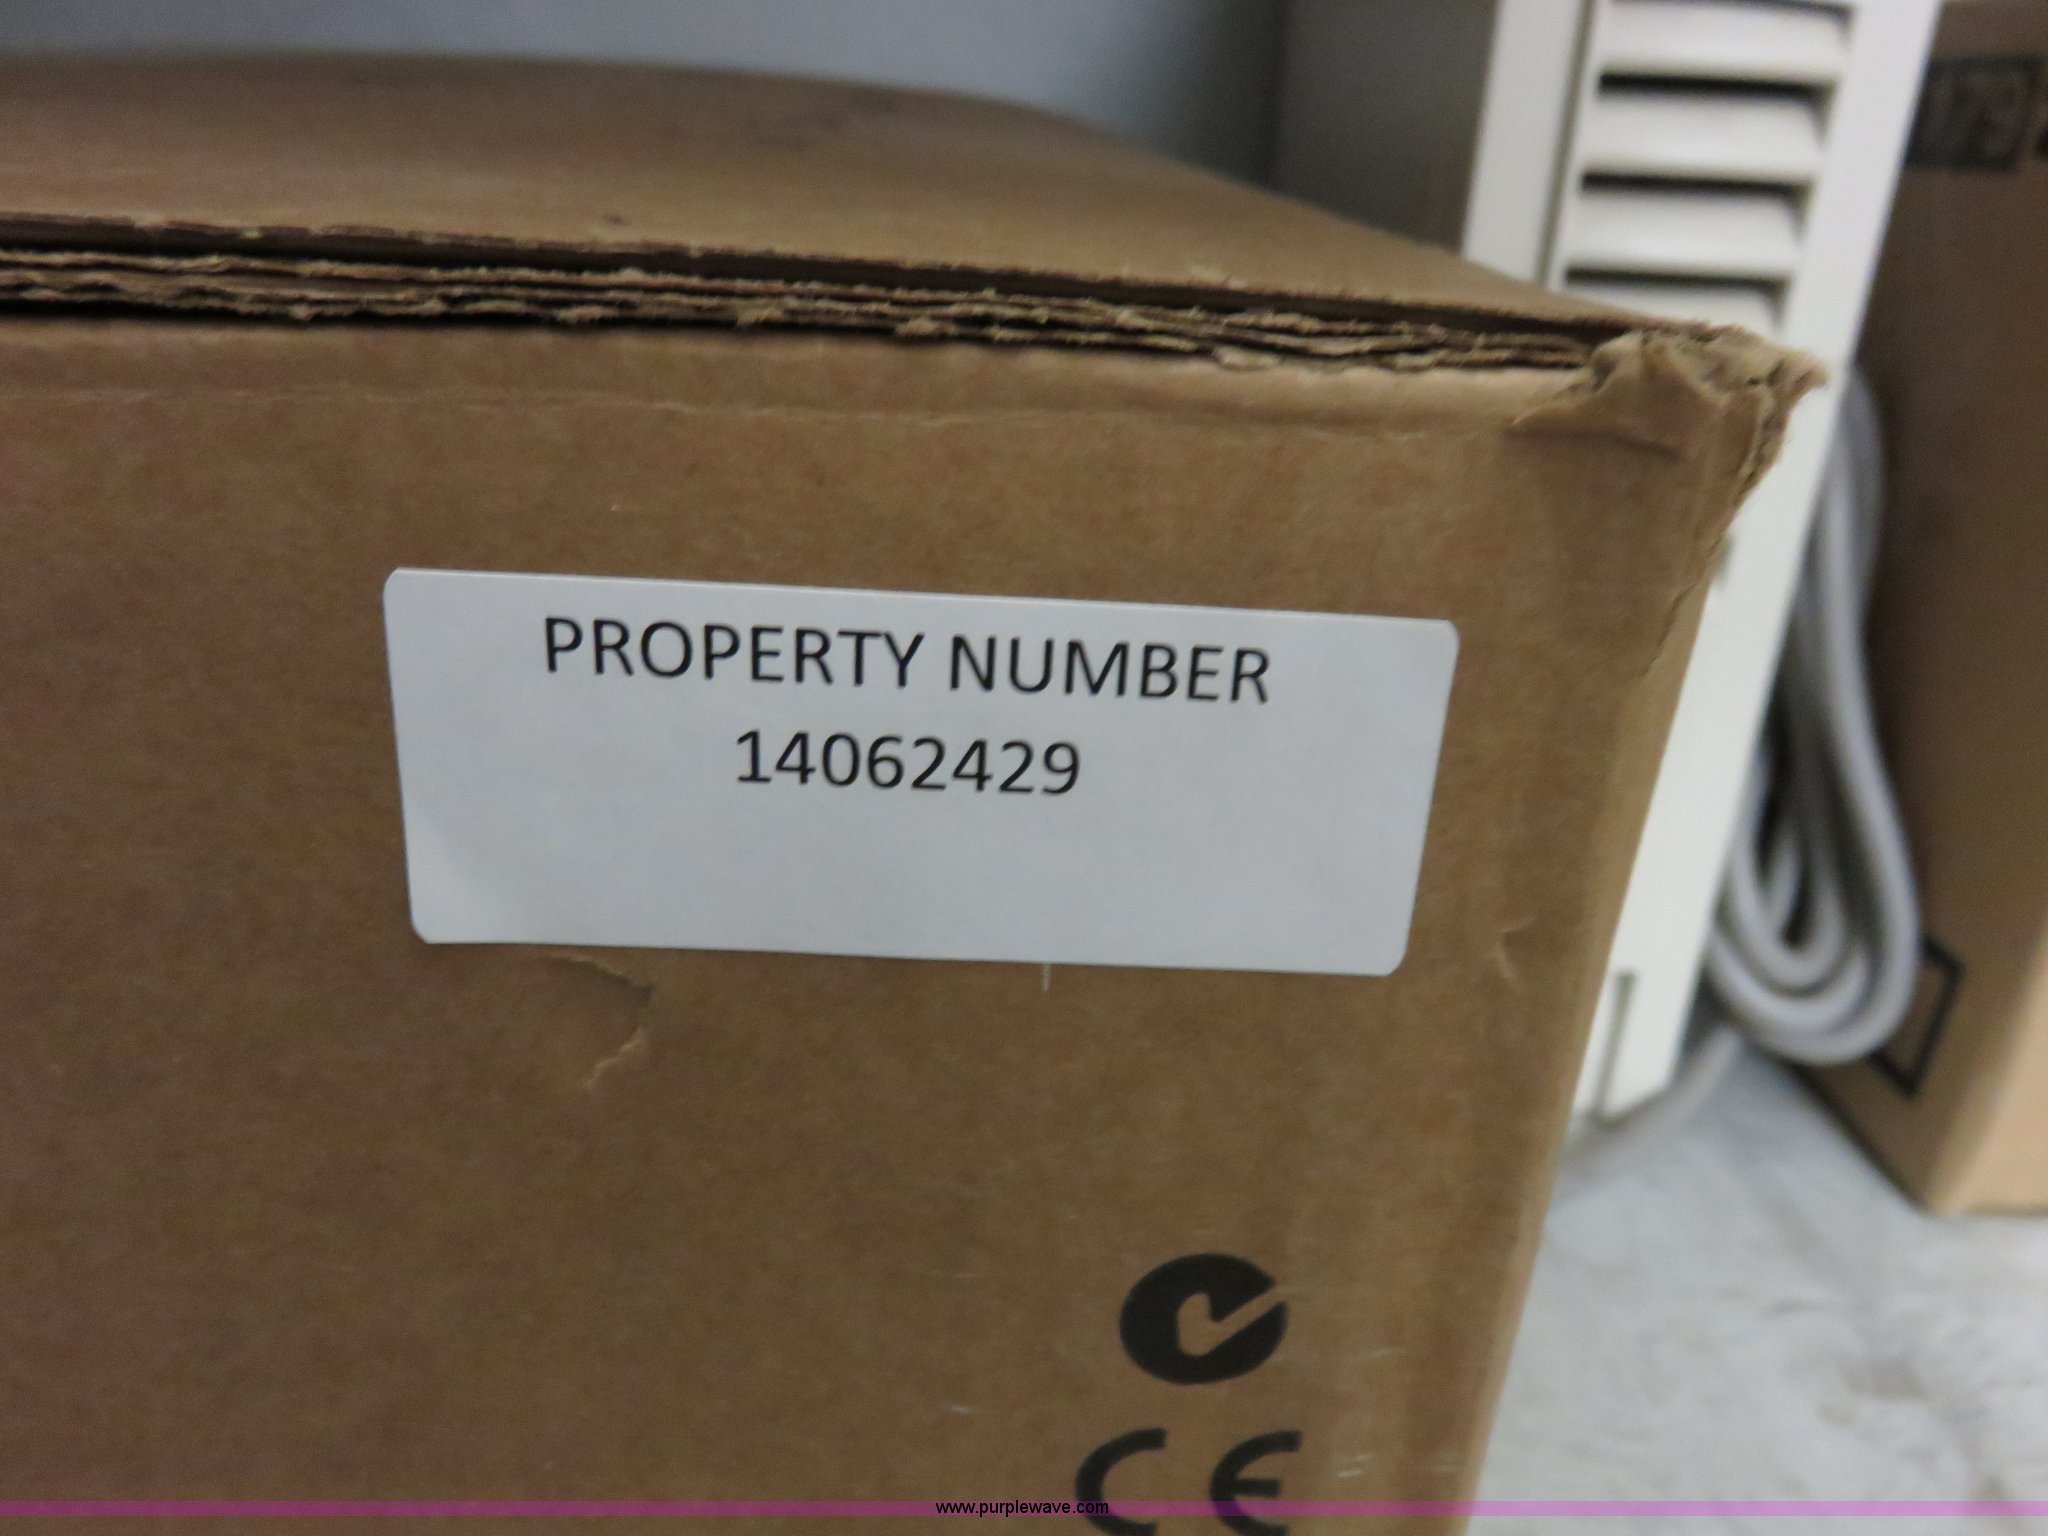 PROPERTY NUMBER
14062429
CE
www.purplewave.com